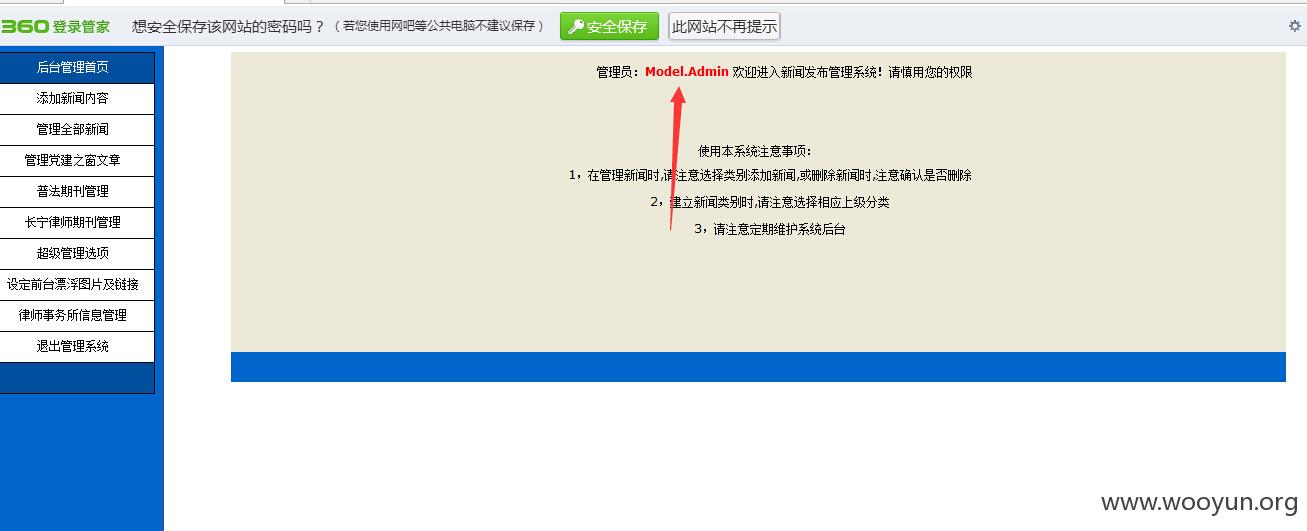 360登录管家 想安全保存该网站的密码吗？（若您使用网吧等公共电脑不建议保存） 安全保存 此网站不再提示
后台管理首页
添加新闻内容
管理全部新闻
管理党建之窗文章
普法期刊管理
长宁律师期刊管理
超级管理选项
设定前台漂浮图片及链接
律师事务所信息管理
退出管理系统
管理员：Model.Admin 欢迎进入新闻发布管理系统！请慎用您的权限
使用本系统注意事项：
1，在管理新闻时,请注意选择类别添加新闻,或删除新闻时,注意确认是否删除
2，建立新闻类别时,请注意选择相应上级分类
3，请注意定期维护系统后台
www.wooyun.org